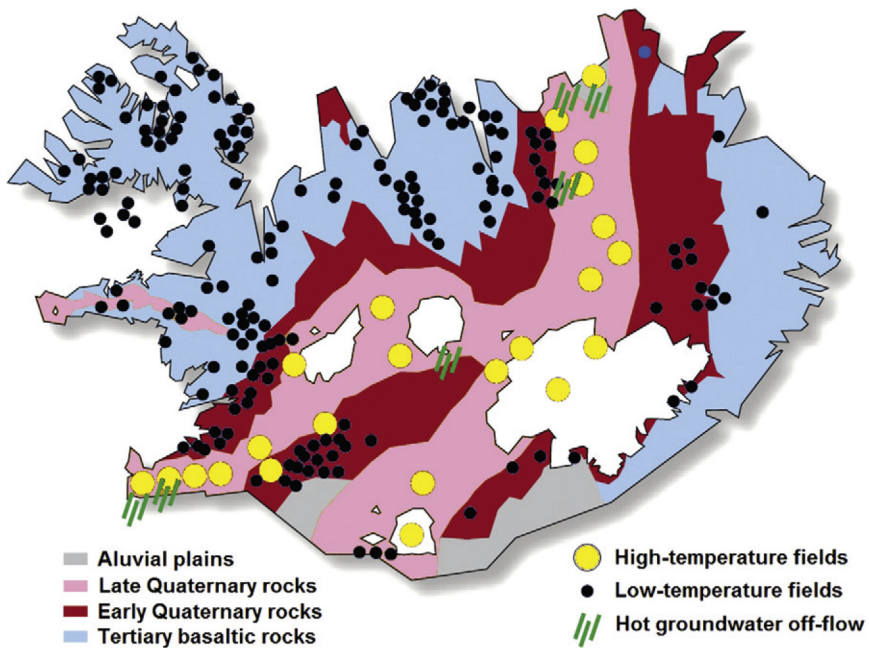 Aluvial plains
Late Quaternary rocks
Early Quaternary rocks
Tertiary basaltic rocks
High-temperature fields
Low-temperature fields
Hot groundwater off-flow